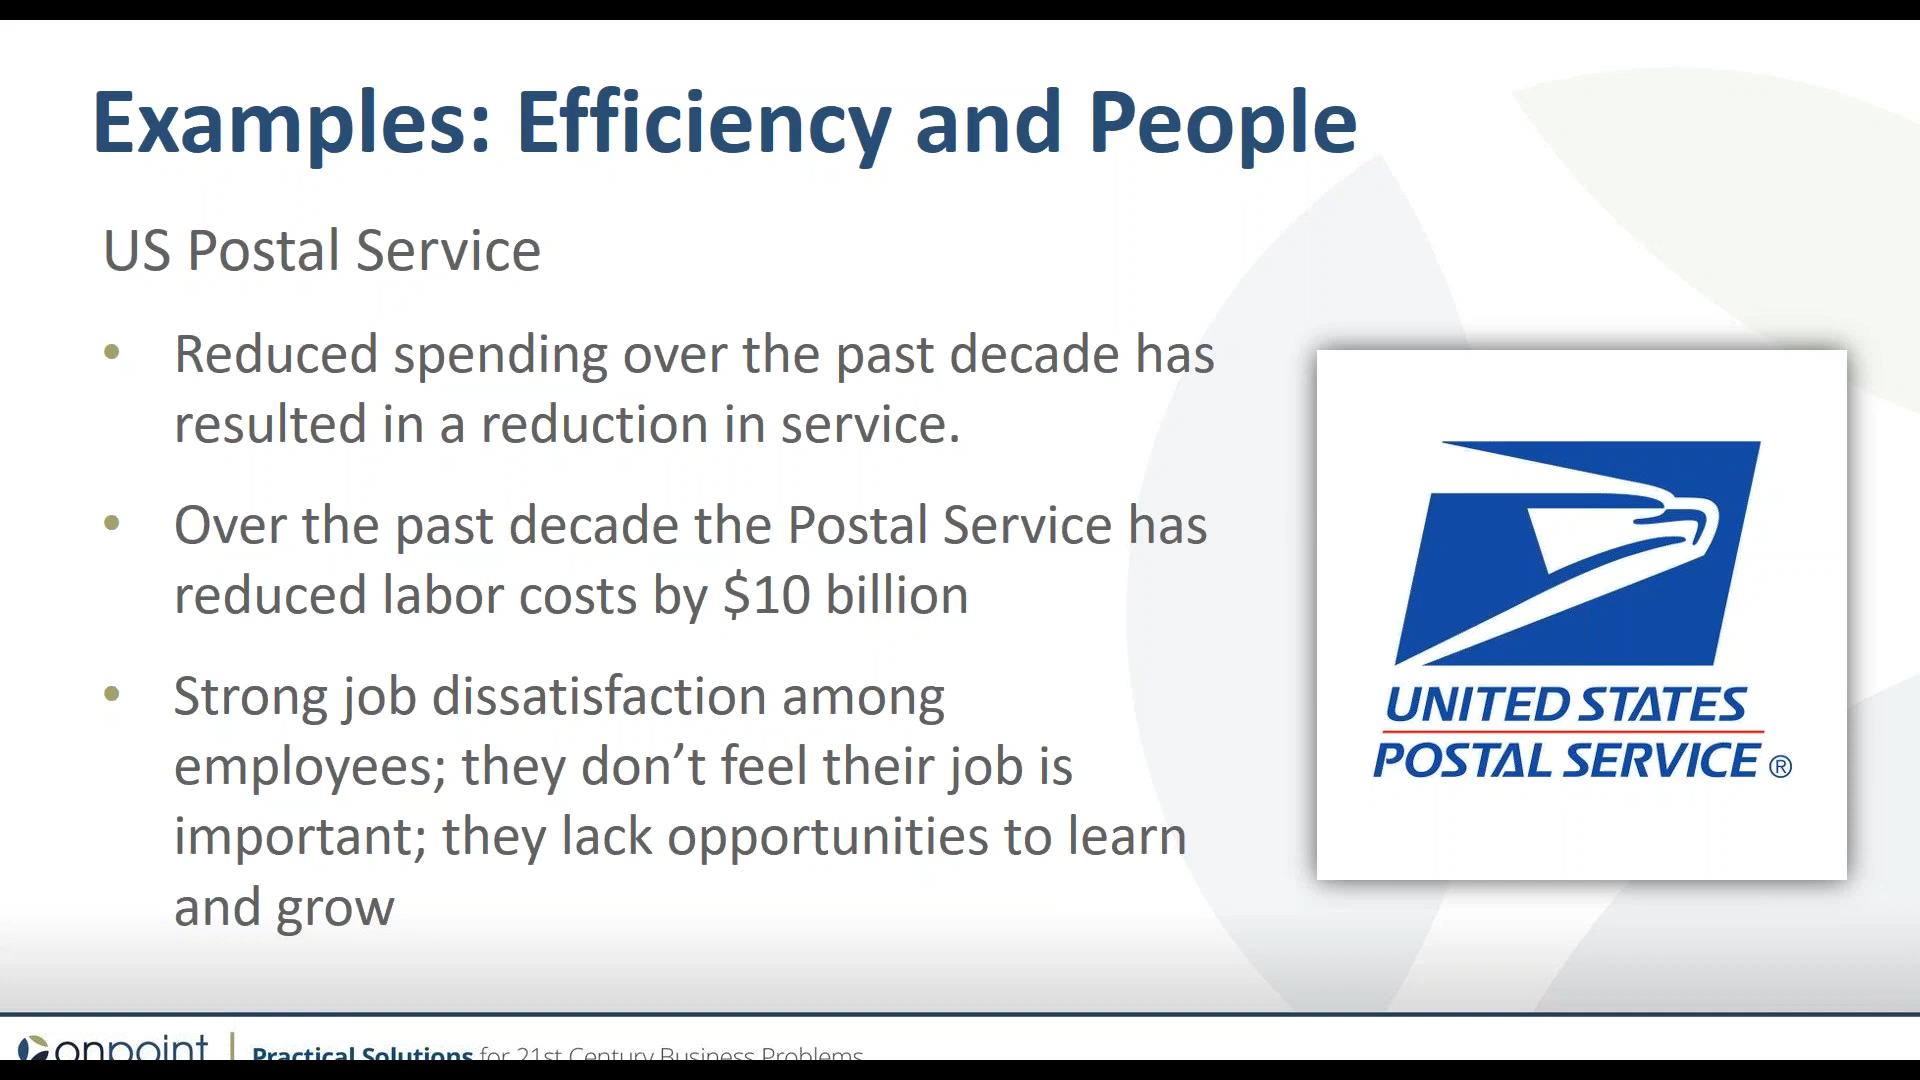 Examples: Efficiency and People
US Postal Service
• Reduced spending over the past decade has
resulted in a reduction in service.
• Over the past decade the Postal Service has
reduced labor costs by $10 billion
• Strong job dissatisfaction among
employees; they don’t feel their job is
important; they lack opportunities to learn
and grow
UNITED STATES
POSTAL SERVICE ®
onpoint | Practical Solutions for 21st Century Business Problems